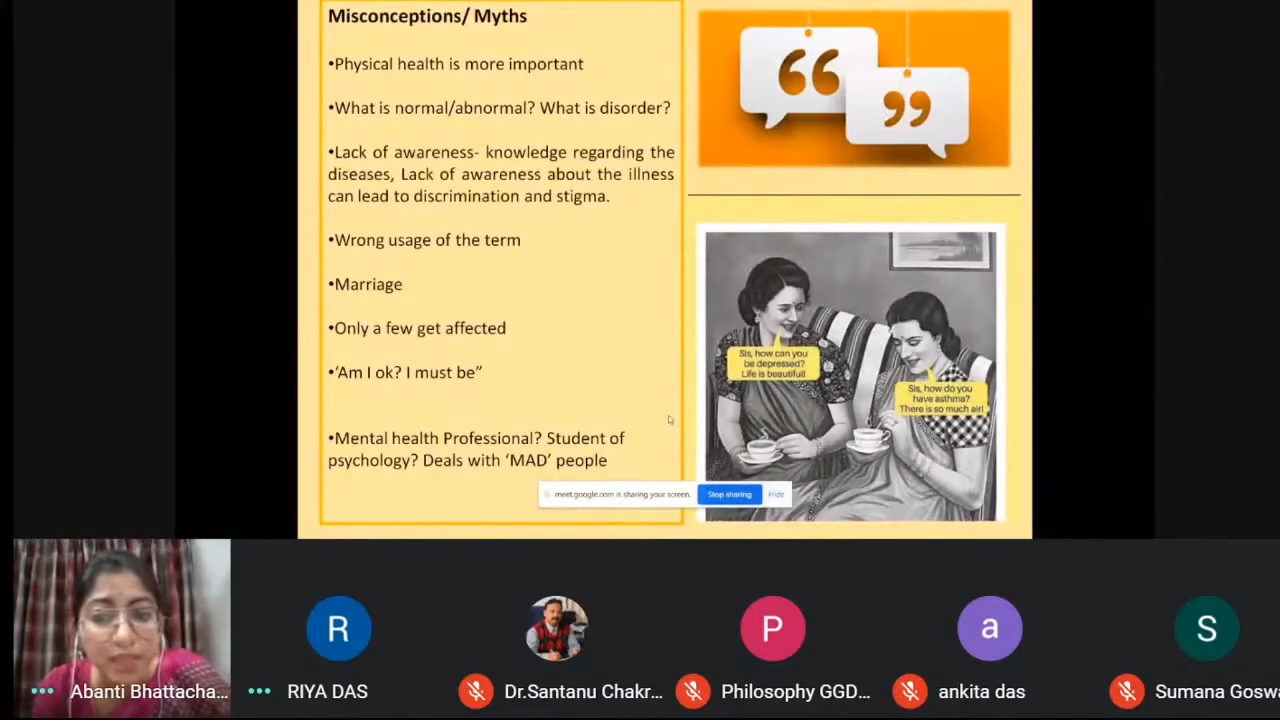 Misconceptions/ Myths
•Physical health is more important
•What is normal/abnormal? What is disorder?
•Lack of awareness- knowledge regarding the
diseases, Lack of awareness about the illness
can lead to discrimination and stigma.
•Wrong usage of the term
•Marriage
•Only a few get affected
•‘Am I ok? I must be”
•Mental health Professional? Student of
psychology? Deals with ‘MAD’ people
“
”
Sis, how can you
be depressed?
Life is beautiful!
Sis, how do you
have asthma?
There is so much air!
meet.google.com is sharing your screen.
Stop sharing
Hide
R
P
a
S
Abanti Bhattacha...
RIYA DAS
Dr.Santanu Chakr...
Philosophy GGD...
ankita das
Sumana Gosw